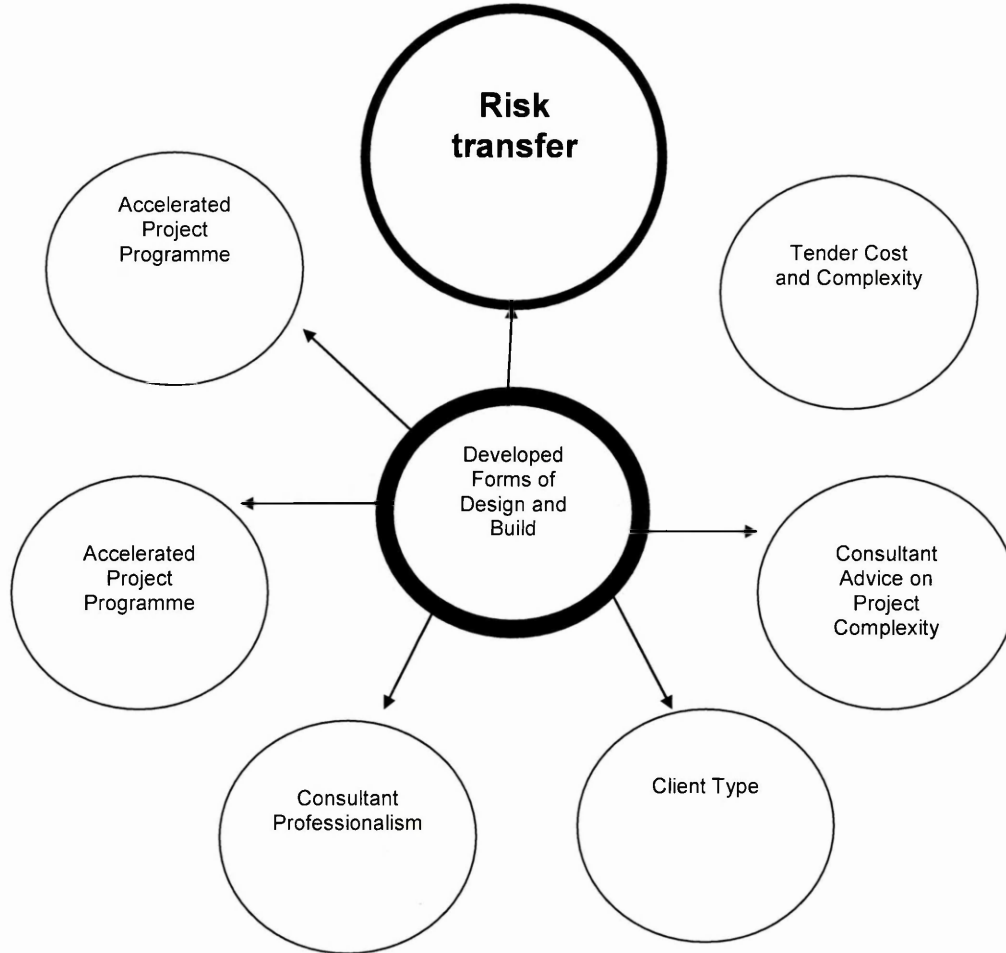 Risk
transfer
Accelerated
Project
Programme
Tender Cost
and Complexity
Developed
Forms of
Design and
Build
Accelerated
Project
Programme
Consultant
Advice on
Project
Complexity
Consultant
Professionalism
Client Type